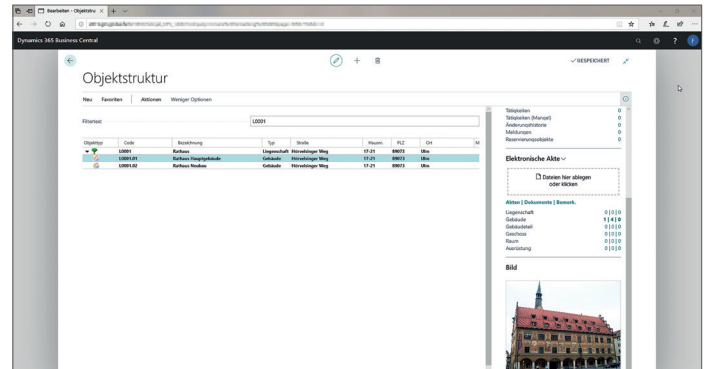 Bearbeiten - Objektstru
Dynamics 365 Business Central
?
F
GESPEICHERT
Objektstruktur
Neu Favoriten Aktionen Weniger Optionen
Filtertext L0001
Objekttyp Code Bezeichnung Typ Straße Hausnr. PLZ Ort M
L0001 Rathaus Liegenschaft Hörvelsinger Weg 17-21 89073 Ulm
L0001.01 Rathaus Hauptgebäude Gebäude Hörvelsinger Weg 17-21 89073 Ulm
L0001.02 Rathaus Neubau Gebäude Hörvelsinger Weg 17-21 89073 Ulm
Tätigkeiten 0
Tätigkeiten (Mangel) 0
Änderungshistorie 0
Meldungen 0
Reservierungsobjekte 0
Elektronische Akte
Dateien hier ablegen
oder klicken
Akten | Dokumente | Bemerk.
Liegenschaft 0 | 0 | 0
Gebäude 1 | 4 | 0
Gebäudeteil 0 | 0 | 0
Geschoss 0 | 0 | 0
Raum 0 | 0 | 0
Ausrüstung 0 | 0 | 0
Bild